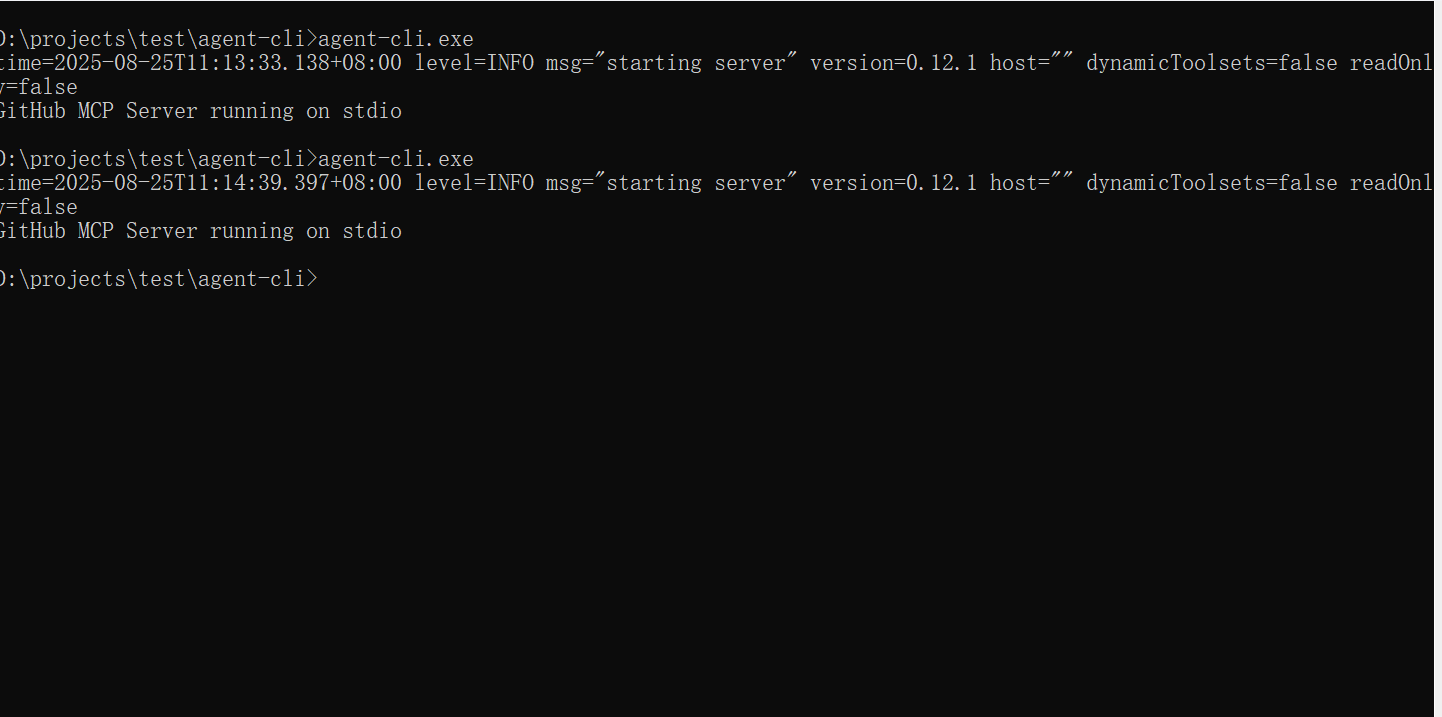 D:\projects\test\agent-cli>agent-cli.exe
time=2025-08-25T11:13:33.138+08:00 level=INFO msg="starting server" version=0.12.1 host="" dynamicToolsets=false readOnl
y=false
GitHub MCP Server running on stdio
D:\projects\test\agent-cli>agent-cli.exe
time=2025-08-25T11:14:39.397+08:00 level=INFO msg="starting server" version=0.12.1 host="" dynamicToolsets=false readOnl
y=false
GitHub MCP Server running on stdio
D:\projects\test\agent-cli>